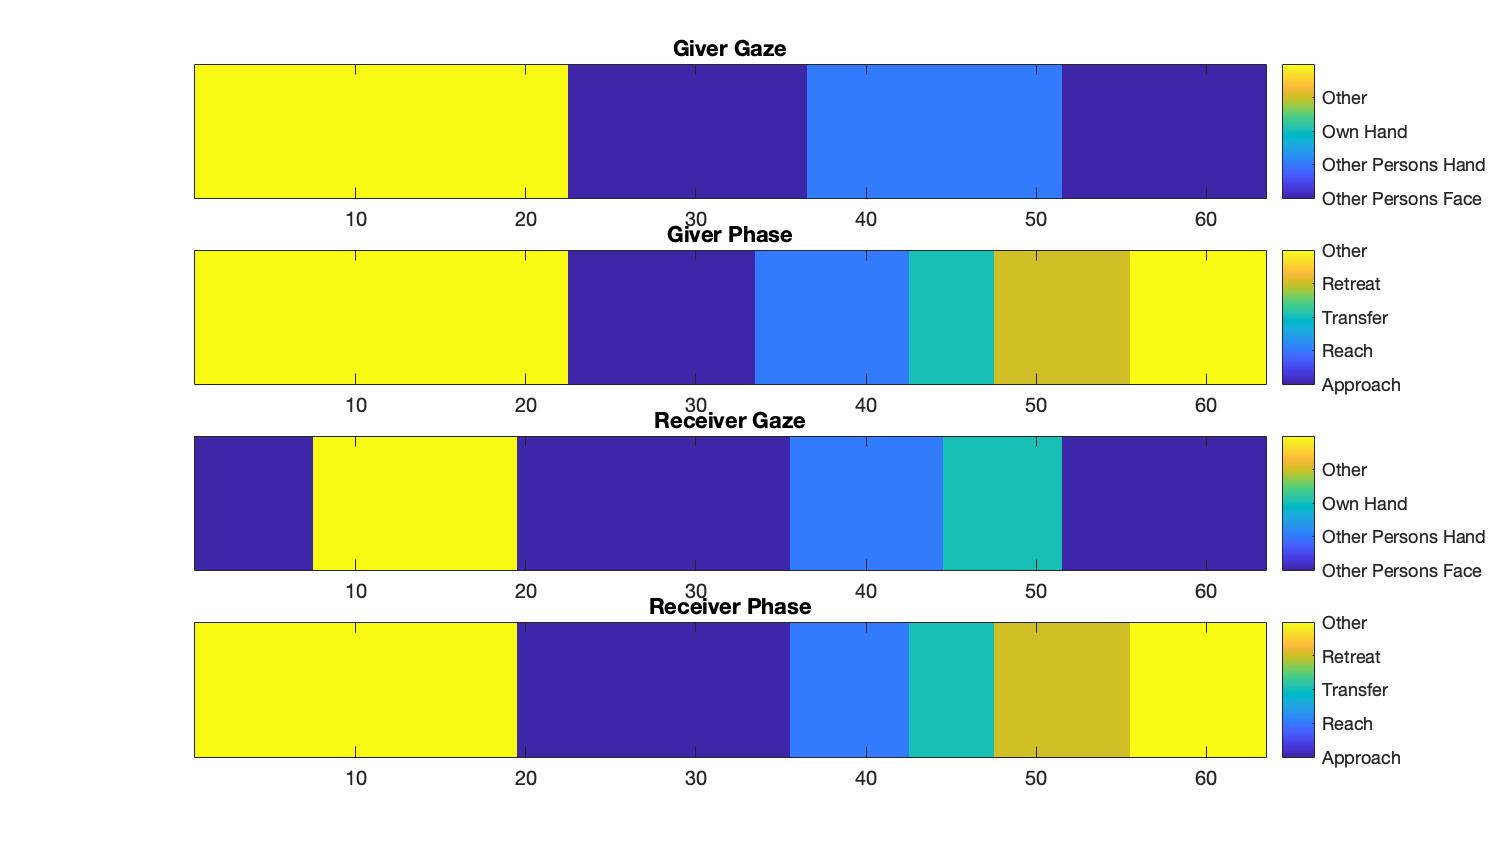 Giver Gaze
Other
Own Hand
Other Persons Hand
Other Persons Face
10 20 30 40 50 60
Giver Phase
Other
Retreat
Transfer
Reach
Approach
10 20 30 40 50 60
Receiver Gaze
Other
Own Hand
Other Persons Hand
Other Persons Face
10 20 30 40 50 60
Receiver Phase
Other
Retreat
Transfer
Reach
Approach
10 20 30 40 50 60